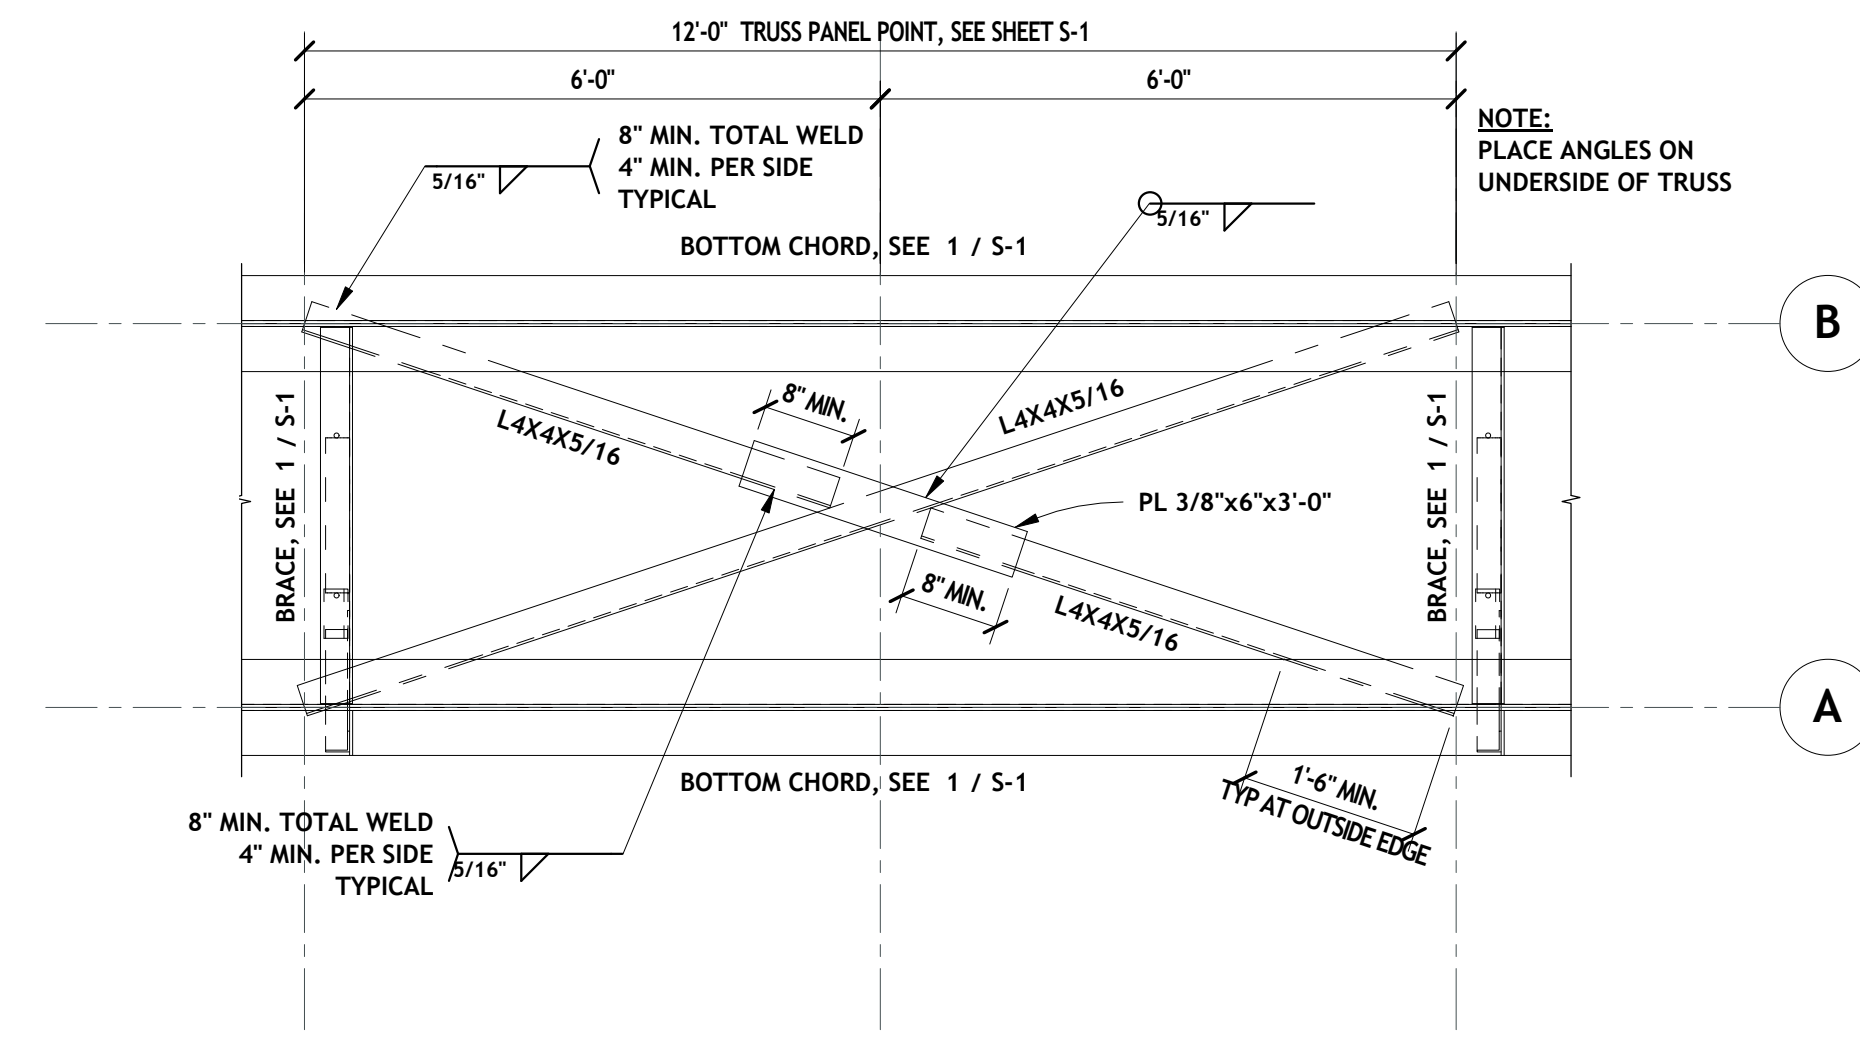 12'-0" TRUSS PANEL POINT, SEE SHEET S-1
6'-0"
6'-0"
NOTE:
PLACE ANGLES ON
UNDERSIDE OF TRUSS
8" MIN. TOTAL WELD
4" MIN. PER SIDE
TYPICAL
5/16"
5/16"
BOTTOM CHORD, SEE 1 / S-1
B
8" MIN.
L4X4X5/16
L4X4X5/16
BRACE, SEE 1 / S-1
BRACE, SEE 1 / S-1
PL 3/8"x6"x3'-0"
8" MIN.
L4X4X5/16
A
BOTTOM CHORD, SEE 1 / S-1
1'-6" MIN.
TYP AT OUTSIDE EDGE
8" MIN. TOTAL WELD
4" MIN. PER SIDE
TYPICAL
5/16"